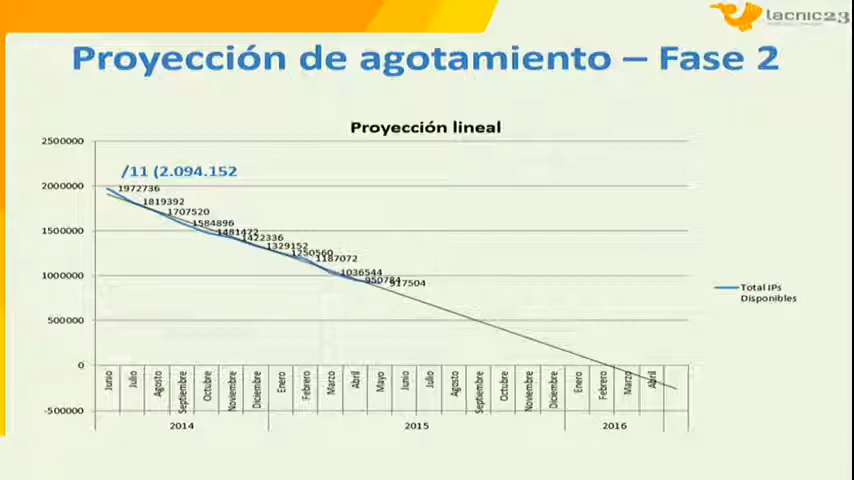 lacnic23
Proyección de agotamiento – Fase 2
Proyección lineal
2500000
/11 (2.094.152
2000000
1972736
1819392
1707520
1584896
1500000
1481472
1422336
1329152
1250560
1187072
1000000
1036544
950784
917504
Total IPs
Disponibles
500000
0
Junio Julio Agosto Septiembre Octubre Noviembre Diciembre Enero Febrero Marzo Abril Mayo Junio Julio Agosto Septiembre Octubre Noviembre Diciembre Enero Febrero Marzo Abril
-500000
2014 2015 2016